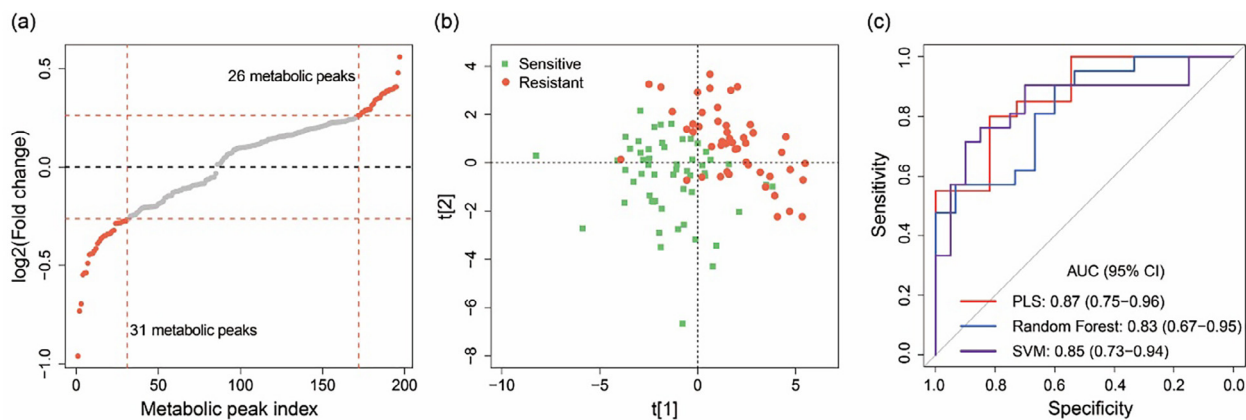 (a)
log2(Fold change)
0.5
0.0
−0.5
−1.0
26 metabolic peaks
31 metabolic peaks
0 50 100 150 200
Metabolic peak index
(b)
t[2]
4
2
0
−2
−4
−6
−8
Sensitive
Resistant
−10 −5 0 5
t[1]
(c)
Sensitivity
1.0
0.8
0.6
0.4
0.2
0.0
AUC (95% CI)
PLS: 0.87 (0.75−0.96)
Random Forest: 0.83 (0.67−0.95)
SVM: 0.85 (0.73−0.94)
1.0 0.8 0.6 0.4 0.2 0.0
Specificity